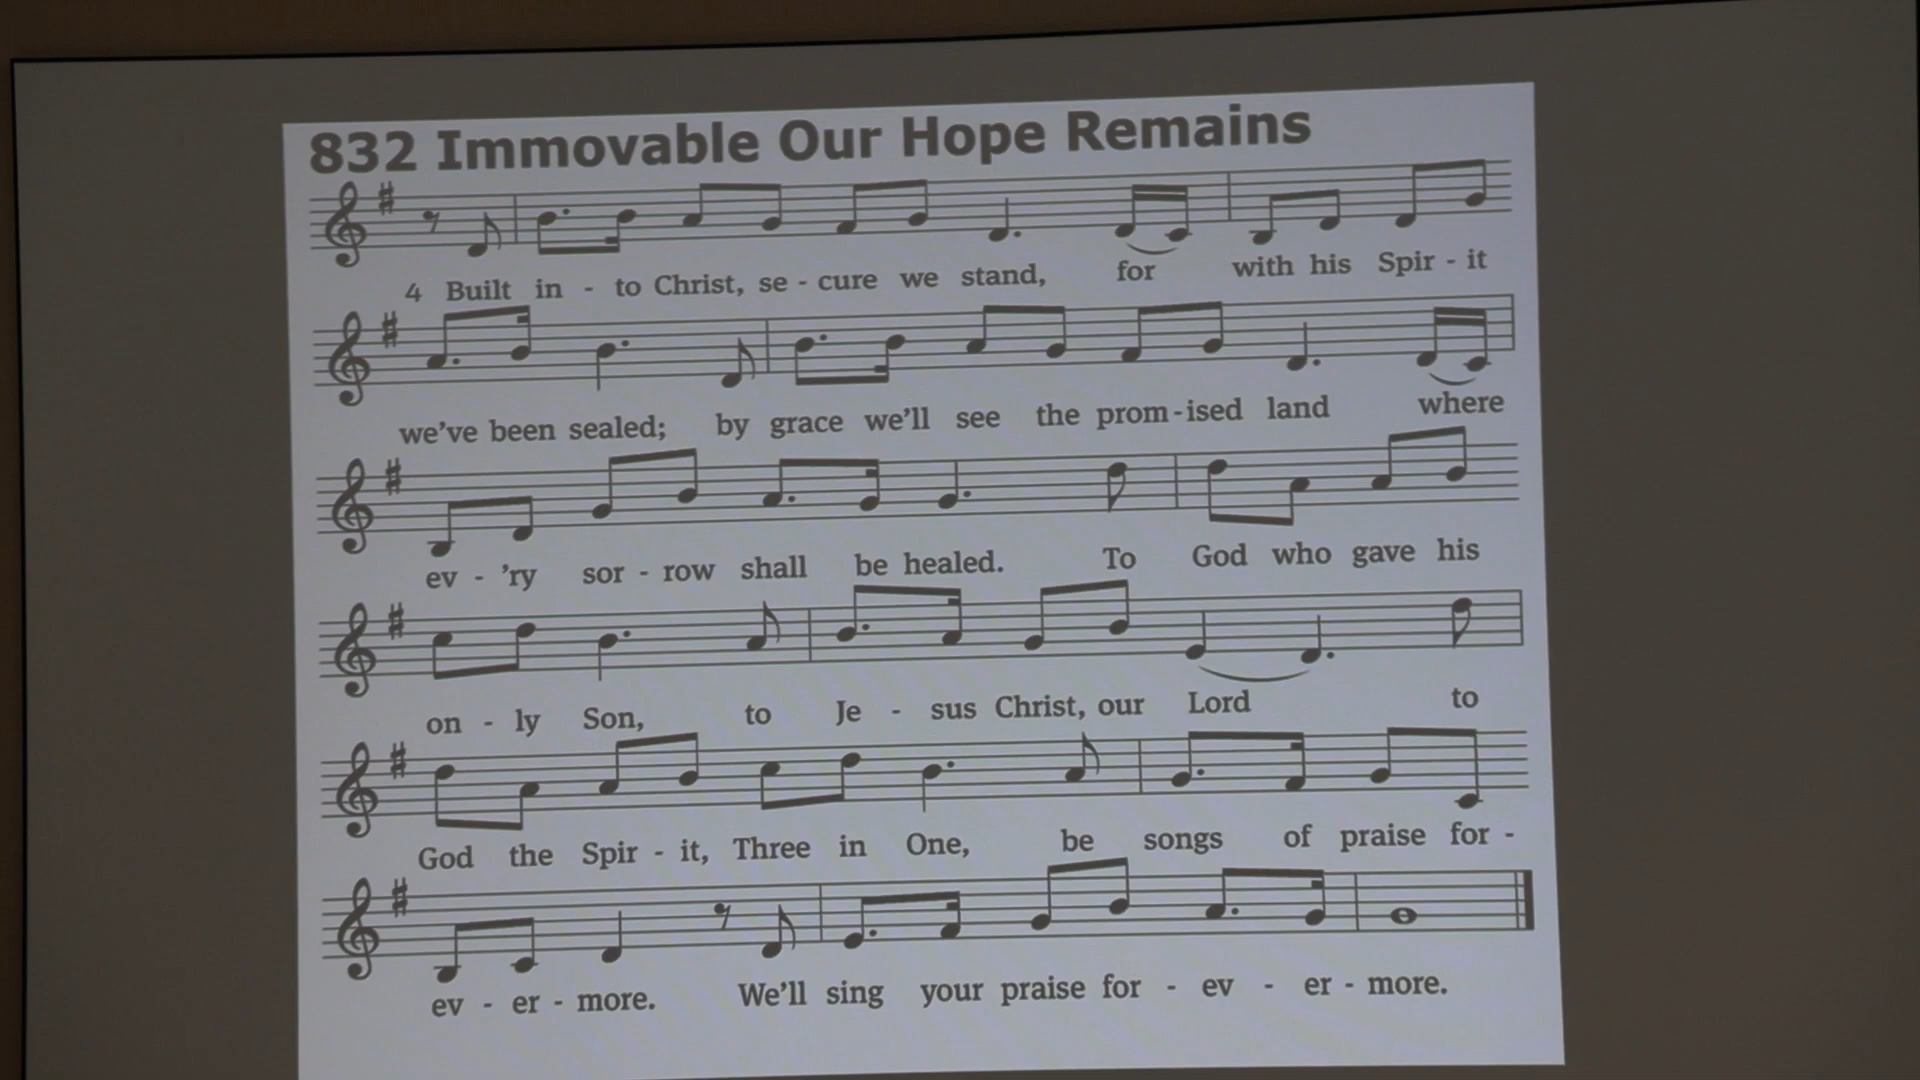 832 Immovable Our Hope Remains
4 Built in - to Christ, se - cure we stand, for with his Spir - it
we've been sealed; by grace we'll see the prom - ised land where
ev - 'ry sor - row shall be healed. To God who gave his
on - ly Son, to Je - sus Christ, our Lord to
God the Spir - it, Three in One, be songs of praise for -
ev - er - more. We'll sing your praise for - ev - er - more.